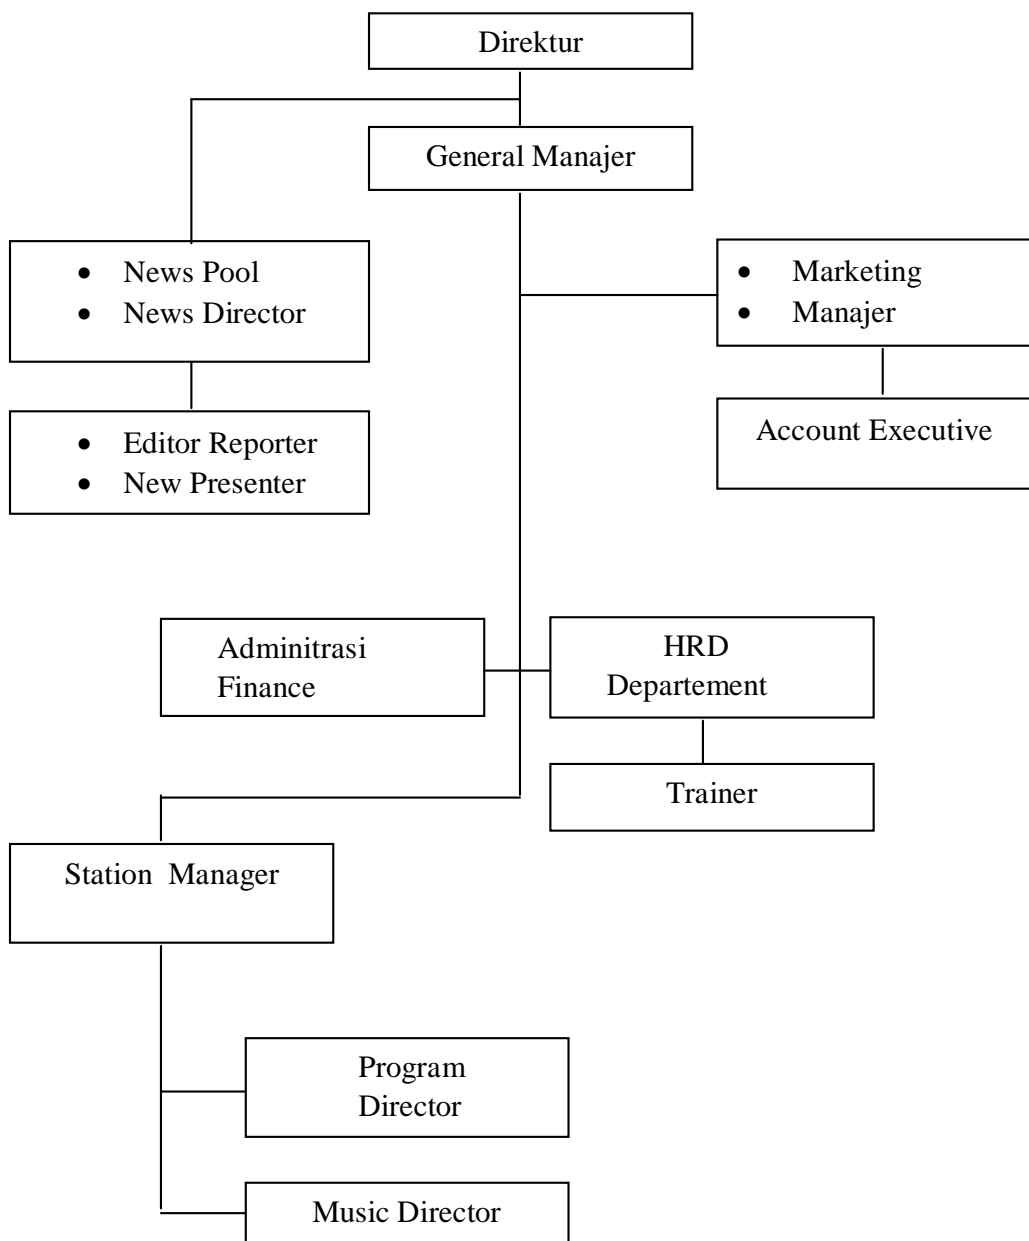 Direktur
General Manajer
• News Pool
• News Director
• Marketing
• Manajer
• Editor Reporter
• New Presenter
Account Executive
Adminitrasi
Finance
HRD
Departement
Trainer
Station  Manager
Program
Director
Music Director